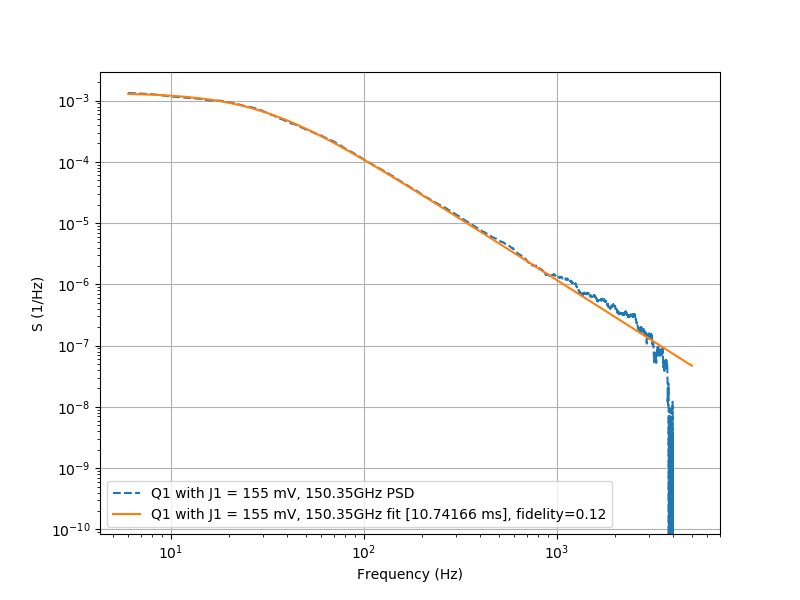 10⁻³
10⁻⁴
10⁻⁵
10⁻⁶
10⁻⁷
10⁻⁸
10⁻⁹
10⁻¹⁰
S (1/Hz)
Q1 with J1 = 155 mV, 150.35GHz PSD
Q1 with J1 = 155 mV, 150.35GHz fit [10.74166 ms], fidelity=0.12
10¹ 10² 10³
Frequency (Hz)